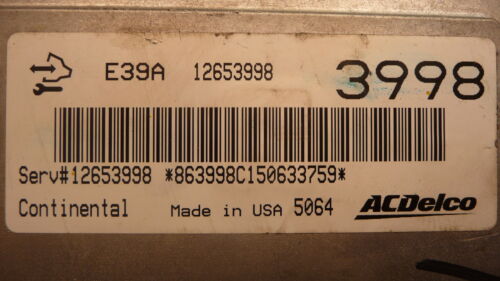 E39A 12653998 3998
Serv#12653998 *863998C150633759*
Continental Made in USA 5064 ACDelco